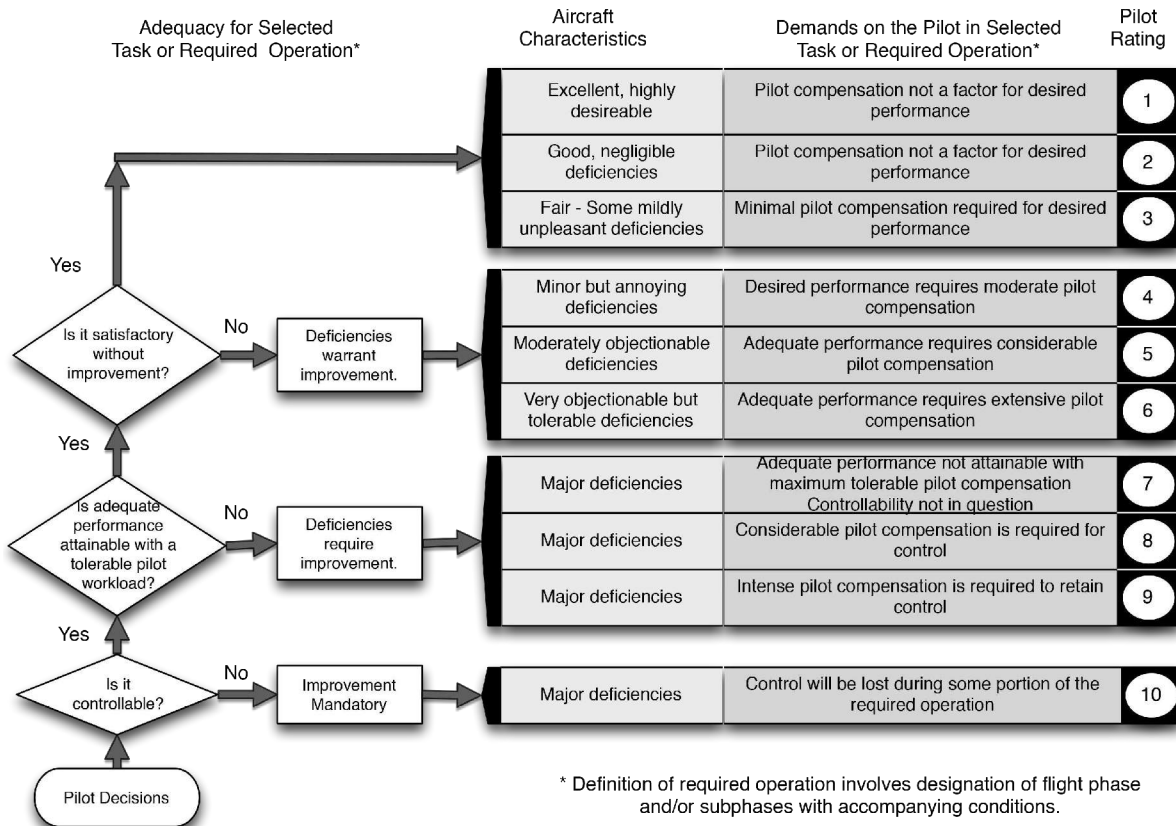 Adequacy for Selected
Task or Required Operation*
Aircraft
Characteristics
Demands on the Pilot in Selected
Task or Required Operation*
Pilot
Rating
Excellent, highly
desireable
Pilot compensation not a factor for desired
performance
1
Good, negligible
deficiencies
Pilot compensation not a factor for desired
performance
2
Fair - Some mildly
unpleasant deficiencies
Minimal pilot compensation required for desired
performance
3
Yes
Is it satisfactory
without
improvement?
No
Deficiencies
warrant
improvement.
Minor but annoying
deficiencies
Desired performance requires moderate pilot
compensation
4
Moderately objectionable
deficiencies
Adequate performance requires considerable
pilot compensation
5
Very objectionable but
tolerable deficiencies
Adequate performance requires extensive pilot
compensation
6
Yes
Is adequate
performance
attainable with a
tolerable pilot
workload?
No
Deficiencies
require
improvement.
Major deficiencies
Adequate performance not attainable with
maximum tolerable pilot compensation
Controllability not in question
7
Major deficiencies
Considerable pilot compensation is required for
control
8
Major deficiencies
Intense pilot compensation is required to retain
control
9
Yes
Is it
controllable?
No
Improvement
Mandatory
Major deficiencies
Control will be lost during some portion of the
required operation
10
Pilot Decisions
* Definition of required operation involves designation of flight phase
and/or subphases with accompanying conditions.